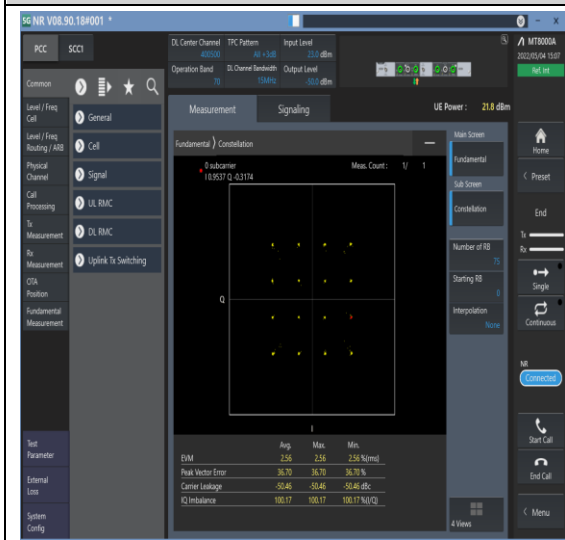 SG NR V08.90.18#001 *
PCC
SCC1
DL Center Channel
400500
TPC Pattern
All +3dB
Input Level
23.0 dBm
Operation Band
70
DL Channel Bandwidth
15MHz
Output Level
-50.0 dBm
MT8000A
2022/05/04 15:07
Ref. Int
Common
Level / Freq
Cell
Level / Freq
Routing / ARB
Physical
Channel
Call
Processing
Tx
Measurement
Rx
Measurement
OTA
Position
Fundamental
Measurement
Test
Parameter
External
Loss
System
Config
General
Cell
Signal
UL RMC
DL RMC
Uplink Tx Switching
Measurement
Signaling
UE Power : 21.8 dBm
Fundamental ⟩ Constellation
0 subcarrier
I 0.9537 Q -0.3174
Meas. Count : 1/ 1
Q
I
Avg. Max. Min.
EVM 2.56 2.56 2.56 %(rms)
Peak Vector Error 36.70 36.70 36.70 %
Carrier Leakage -50.46 -50.46 -50.46 dBc
IQ Imbalance 100.17 100.17 100.17 %(I/Q)
Main Screen
Fundamental
Sub Screen
Constellation
Number of RB
75
Starting RB
0
Interpolation
None
4 Views
Home
Preset
End
Tx
Rx
Single
Continuous
NR
Connected
Start Call
End Call
Menu